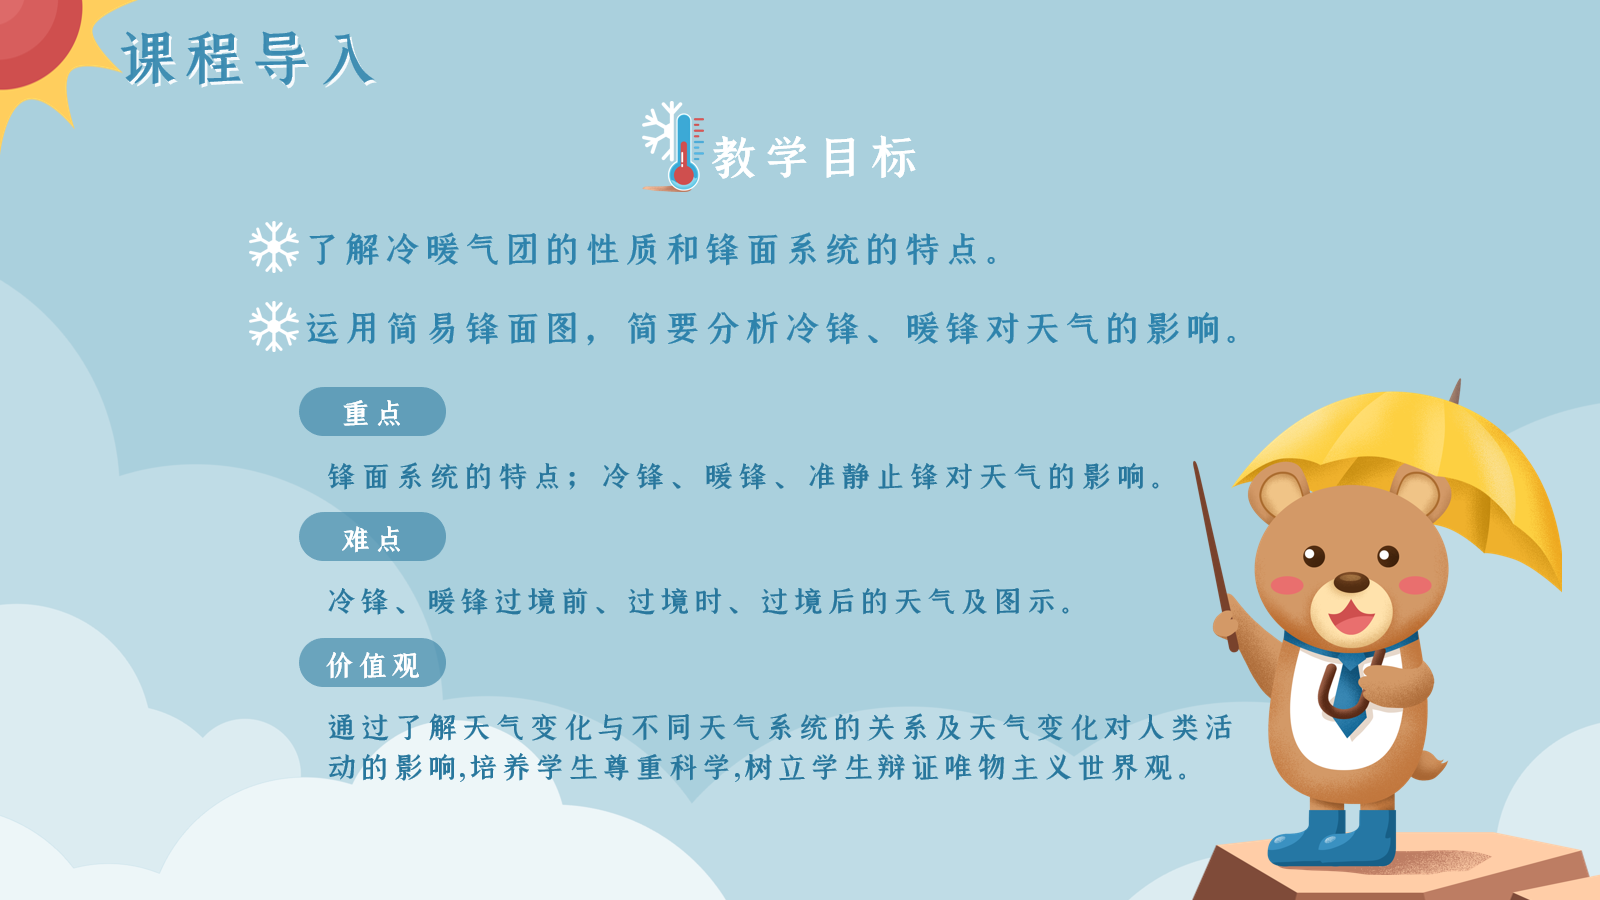 课程导入
教学目标
了解冷暖气团的性质和锋面系统的特点。
运用简易锋面图，简要分析冷锋、暖锋对天气的影响。
重点
锋面系统的特点；冷锋、暖锋、准静止锋对天气的影响。
难点
冷锋、暖锋过境前、过境时、过境后的天气及图示。
价值观
通过了解天气变化与不同天气系统的关系及天气变化对人类活
动的影响,培养学生尊重科学,树立学生辩证唯物主义世界观。